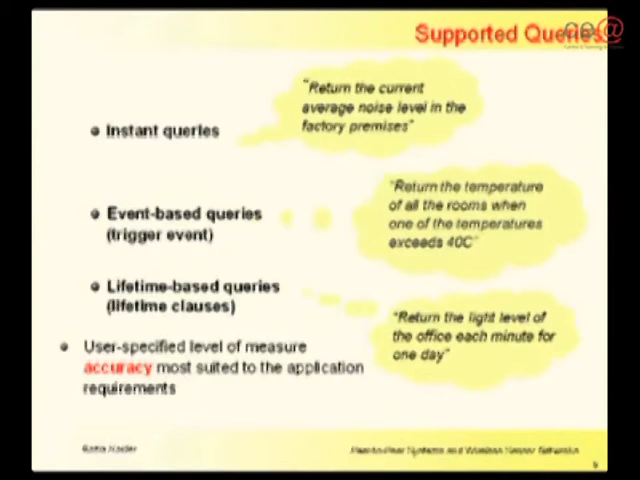 Supported Queries
"Return the current
average noise level in the
factory premises"
Instant queries
"Return the temperature
of all the rooms when
one of the temperatures
exceeds 40C"
Event-based queries
(trigger event)
Lifetime-based queries
(lifetime clauses)
"Return the light level of
the office each minute for
one day"
User-specified level of measure
accuracy most suited to the application
requirements
Peer-to-Peer Systems and Wireless Sensor Networks